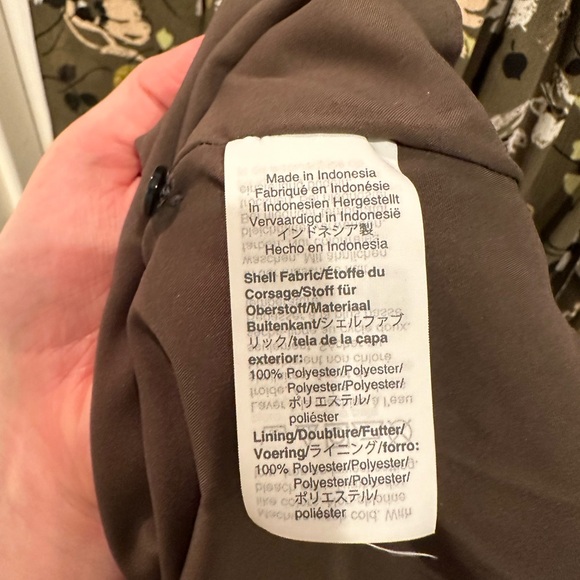 Made in Indonesia
Fabriqué en Indonésie
In Indonesien Hergestellt
Vervaardigd in Indonesië
インドネシア製
Hecho en Indonesia
Shell Fabric/Étoffe du
Corsage/Stoff für
Oberstoff/Materiaal
Buitenkant/シェルファブ
リック/tela de la capa
exterior:
100% Polyester/Polyester/
Polyester/Polyester/
ポリエステル/
poliéster
Lining/Doublure/Futter/
Voering/ライニング/forro:
100% Polyester/Polyester/
Polyester/Polyester/
ポリエステル/
poliéster